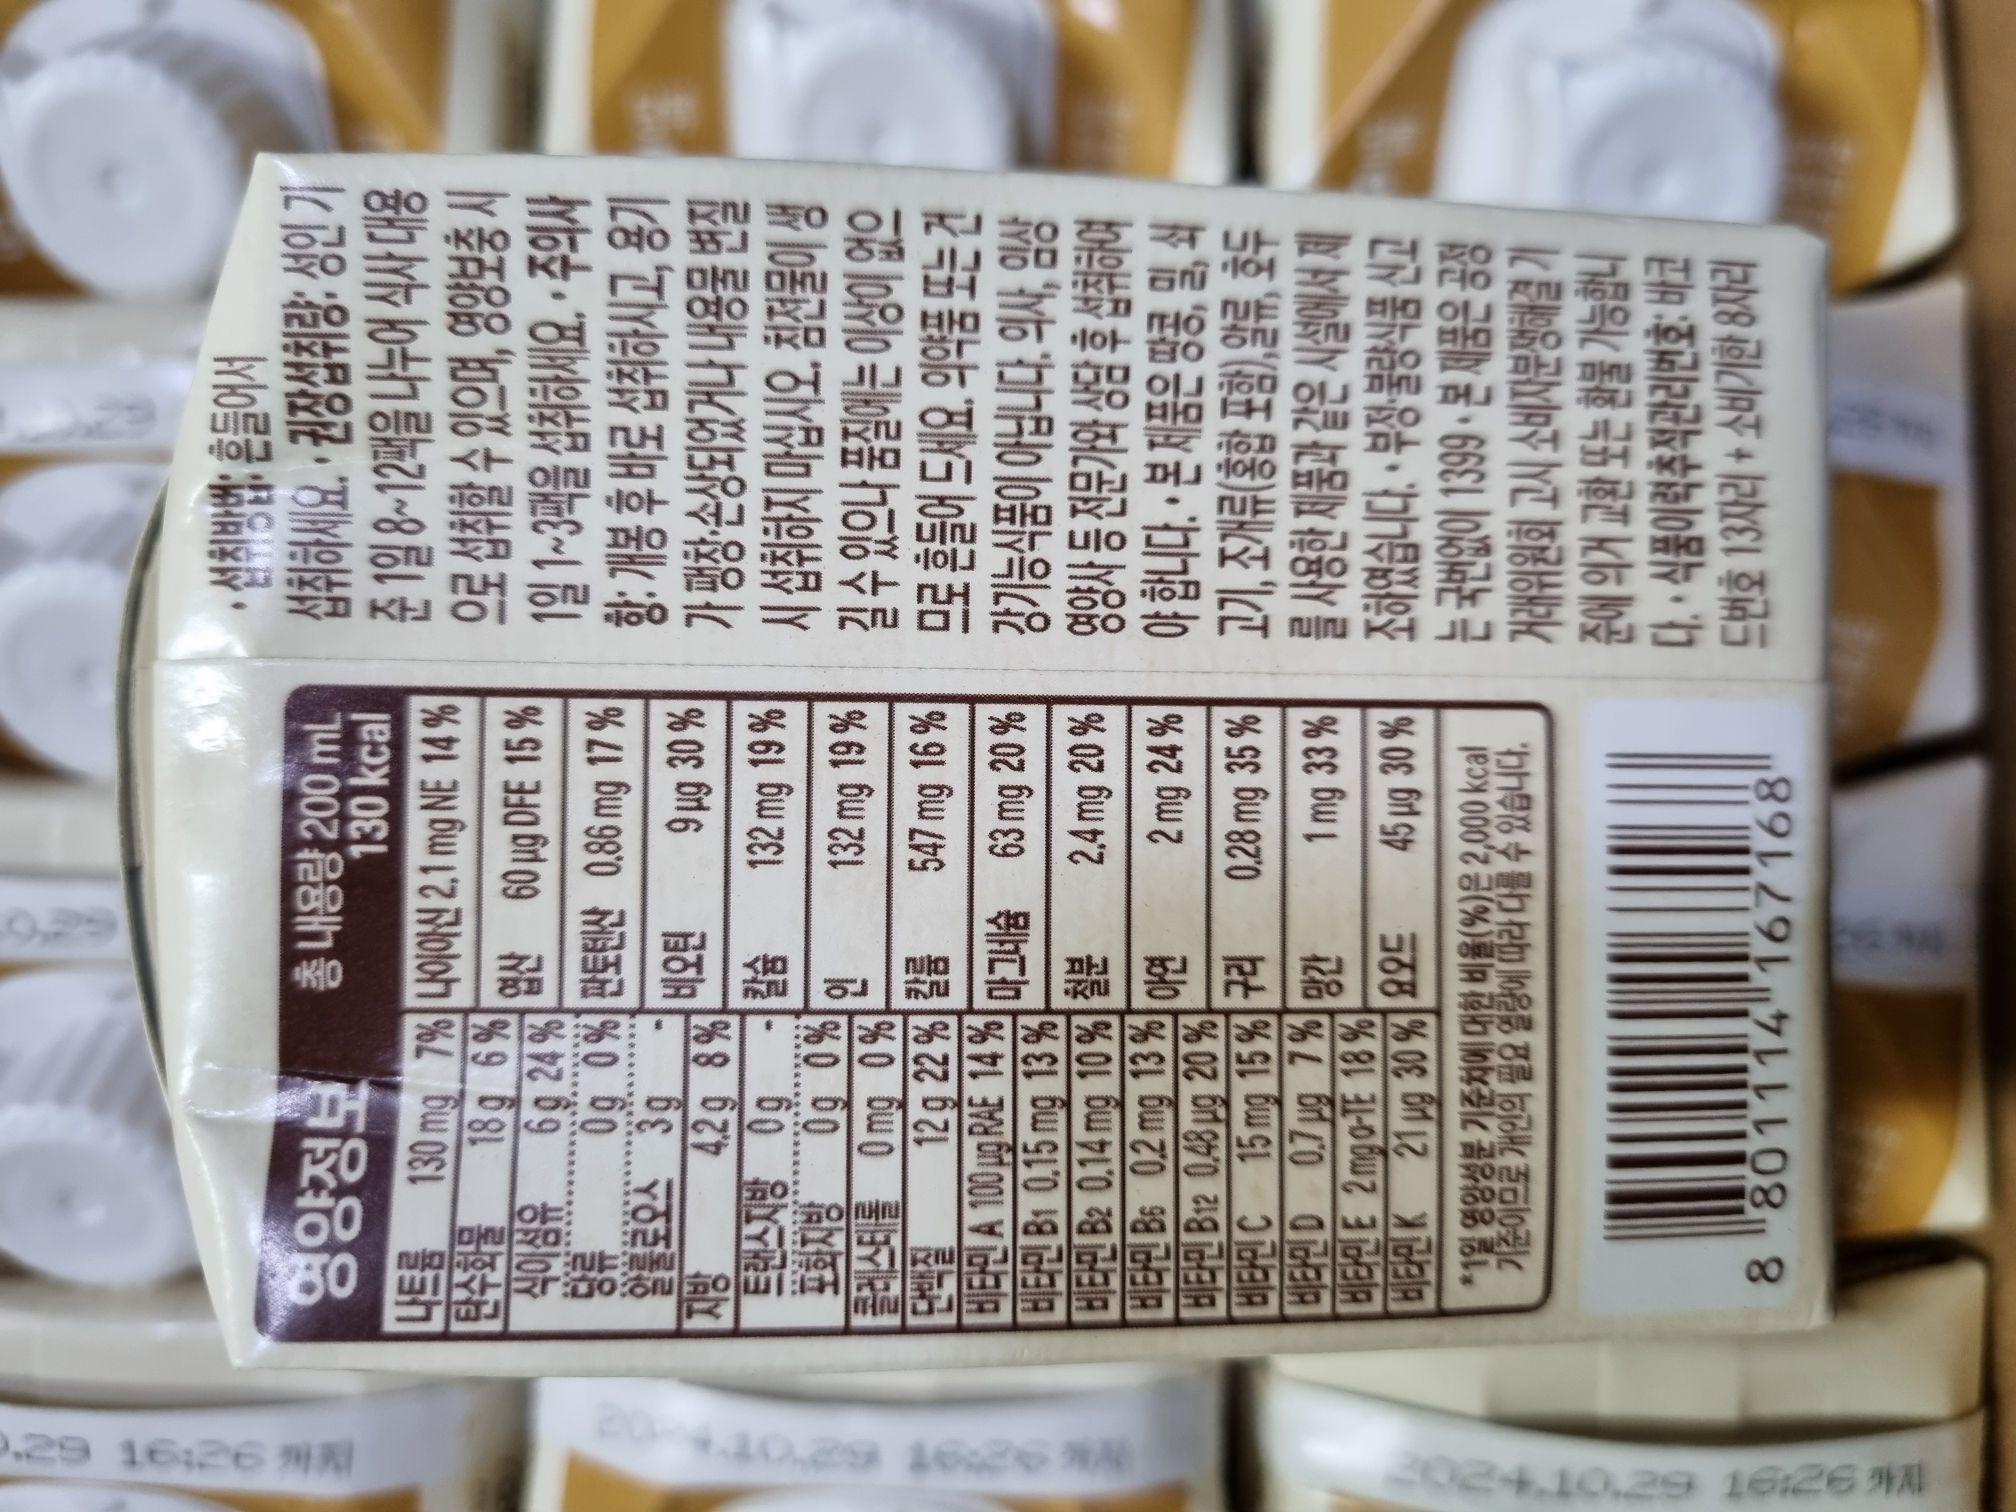 영양정보
총 내용량 200 mL
130 kcal
나트륨 130 mg 7%
탄수화물 18 g 6 %
식이섬유 6 g 24 %
당류 0 g 0 %
알룰로오스 3 g -
지방 4.2 g 8 %
트랜스지방 0 g -
포화지방 0 g 0 %
콜레스테롤 0 mg 0 %
단백질 12 g 22 %
비타민 A 100 μg RAE 14 %
비타민 B1 0.15 mg 13 %
비타민 B2 0.14 mg 10 %
비타민 B6 0.2 mg 13 %
비타민 B12 0.48 μg 20 %
비타민 C 15 mg 15 %
비타민 D 0.7 μg 7 %
비타민 E 2 mg α-TE 18 %
비타민 K 21 μg 30 %
나이아신 2.1 mg NE 14 %
엽산 60 μg DFE 15 %
판토텐산 0.86 mg 17 %
비오틴 9 μg 30 %
칼슘 132 mg 19 %
인 132 mg 19 %
칼륨 547 mg 16 %
마그네슘 63 mg 20 %
철분 2.4 mg 20 %
아연 2 mg 24 %
구리 0.28 mg 35 %
망간 1 mg 33 %
요오드 45 μg 30 %
*1일 영양성분 기준치에 대한 비율(%)은 2,000 kcal
기준이므로 개인의 필요 열량에 따라 다를 수 있습니다.
8 801114 167168
• 섭취방법: 흔들어서
섭취하세요. • 권장섭취량: 성인 기
준 1일 8~12팩을 나누어 식사 대용
으로 섭취할 수 있으며, 영양보충 시
1일 1~3팩을 섭취하세요. • 주의사
항: 개봉 후 바로 섭취하시고, 용기
가 팽창·손상되었거나 내용물 변질
시 섭취하지 마십시오. 침전물이 생
길 수 있으나 품질에는 이상이 없으
므로 흔들어 드세요. 의약품 또는 건
강기능식품이 아닙니다. 의사, 임상
영양사 등 전문가와 상담 후 섭취하여
야 합니다. • 본 제품은 땅콩, 밀, 쇠
고기, 조개류(홍합 포함), 알류, 호두
를 사용한 제품과 같은 시설에서 제
조하였습니다. • 부정·불량식품 신고
는 국번없이 1399 • 본 제품은 공정
거래위원회 고시 소비자분쟁해결 기
준에 의거 교환 또는 환불 가능합니
다. • 식품이력추적관리번호: 바코
드번호 13자리 + 소비기한 8자리
.29 16:26 까지
2024.10.29 16:26 까지
2024.10.29 16:26 까지